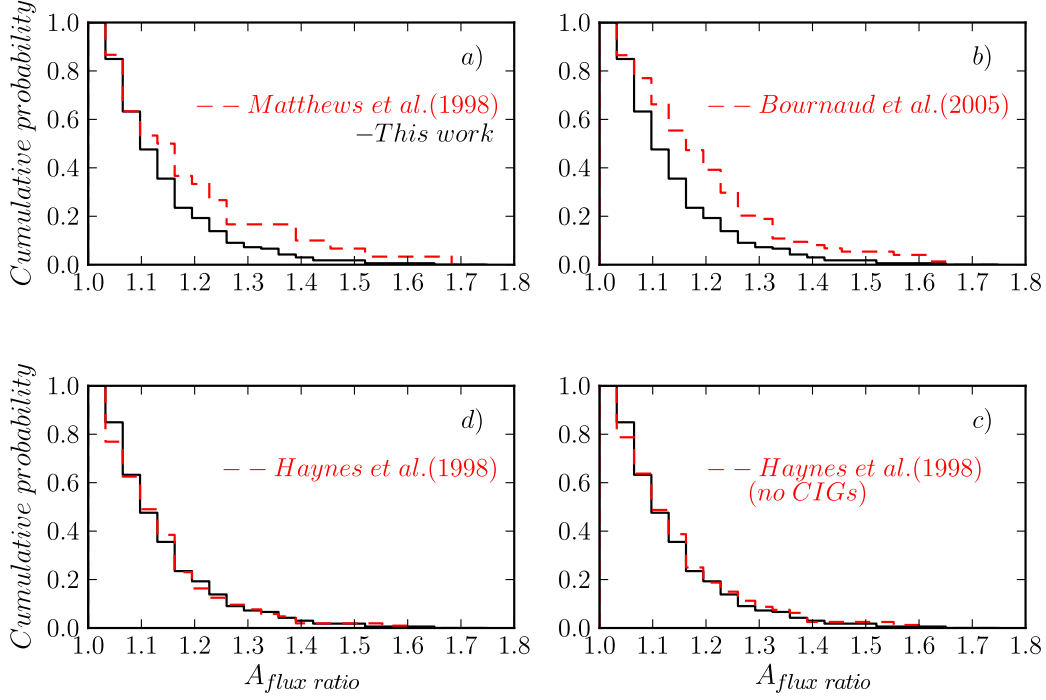 Cumulative probability
1.0
0.8
0.6
0.4
0.2
0.0
a)
– – Matthews et al.(1998)
–This work
1.0 1.1 1.2 1.3 1.4 1.5 1.6 1.7 1.8
Cumulative probability
1.0
0.8
0.6
0.4
0.2
0.0
b)
– – Bournaud et al.(2005)
1.0 1.1 1.2 1.3 1.4 1.5 1.6 1.7 1.8
Cumulative probability
1.0
0.8
0.6
0.4
0.2
0.0
d)
– – Haynes et al.(1998)
1.0 1.1 1.2 1.3 1.4 1.5 1.6 1.7 1.8
A flux ratio
1.0
0.8
0.6
0.4
0.2
0.0
c)
– – Haynes et al.(1998)
(no CIGs)
1.0 1.1 1.2 1.3 1.4 1.5 1.6 1.7 1.8
A flux ratio